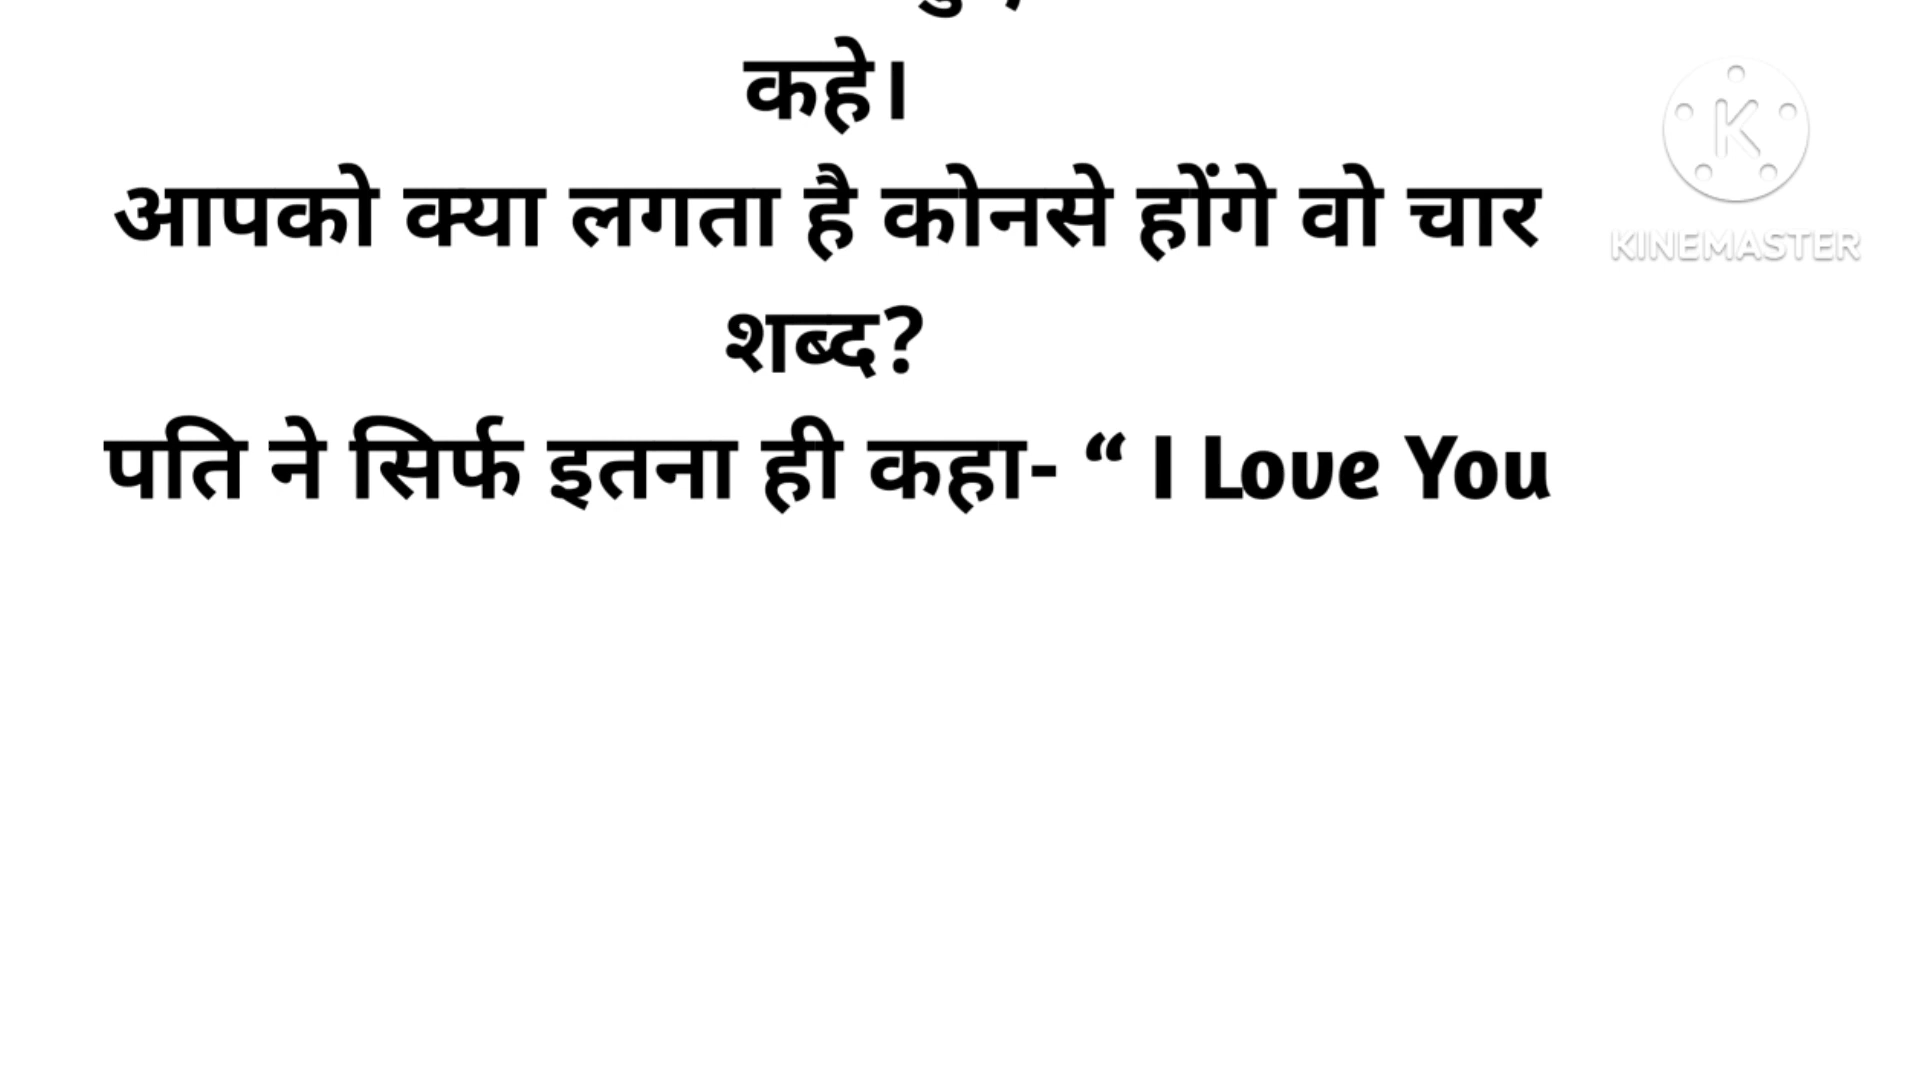 कहे।
आपको क्या लगता है कोनसे होंगे वो चार
शब्द?
पति ने सिर्फ इतना ही कहा- “ I Love You
K
KINEMASTER